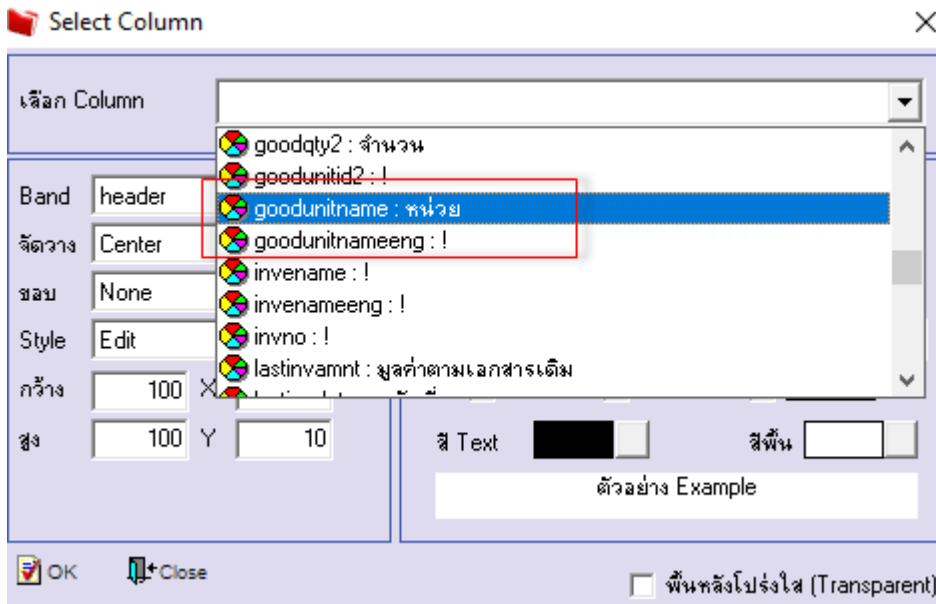 Select Column
เลือก Column
goodqty2 : จำนวน
goodunitid2 : !
Band header
goodunitname : หน่วย
จัดวาง Center
goodunitnameeng : !
invename : !
ขอบ None
invenameeng : !
invno : !
Style Edit
lastinvamnt : มูลค่าตามเอกสารเดิม
กว้าง 100 X
สูง 100 Y 10
สี Text
สีพื้น
ตัวอย่าง Example
OK
Close
พื้นหลังโปร่งใส (Transparent)